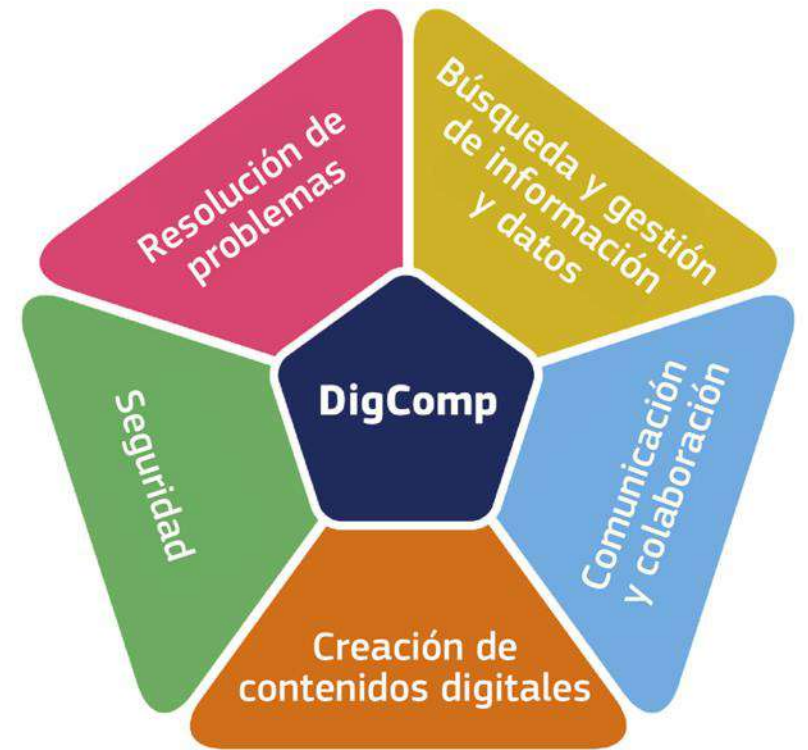 Resolución de
problemas
Búsqueda y gestión
de información
y datos
DigComp
Seguridad
Comunicación
y colaboración
Creación de
contenidos digitales